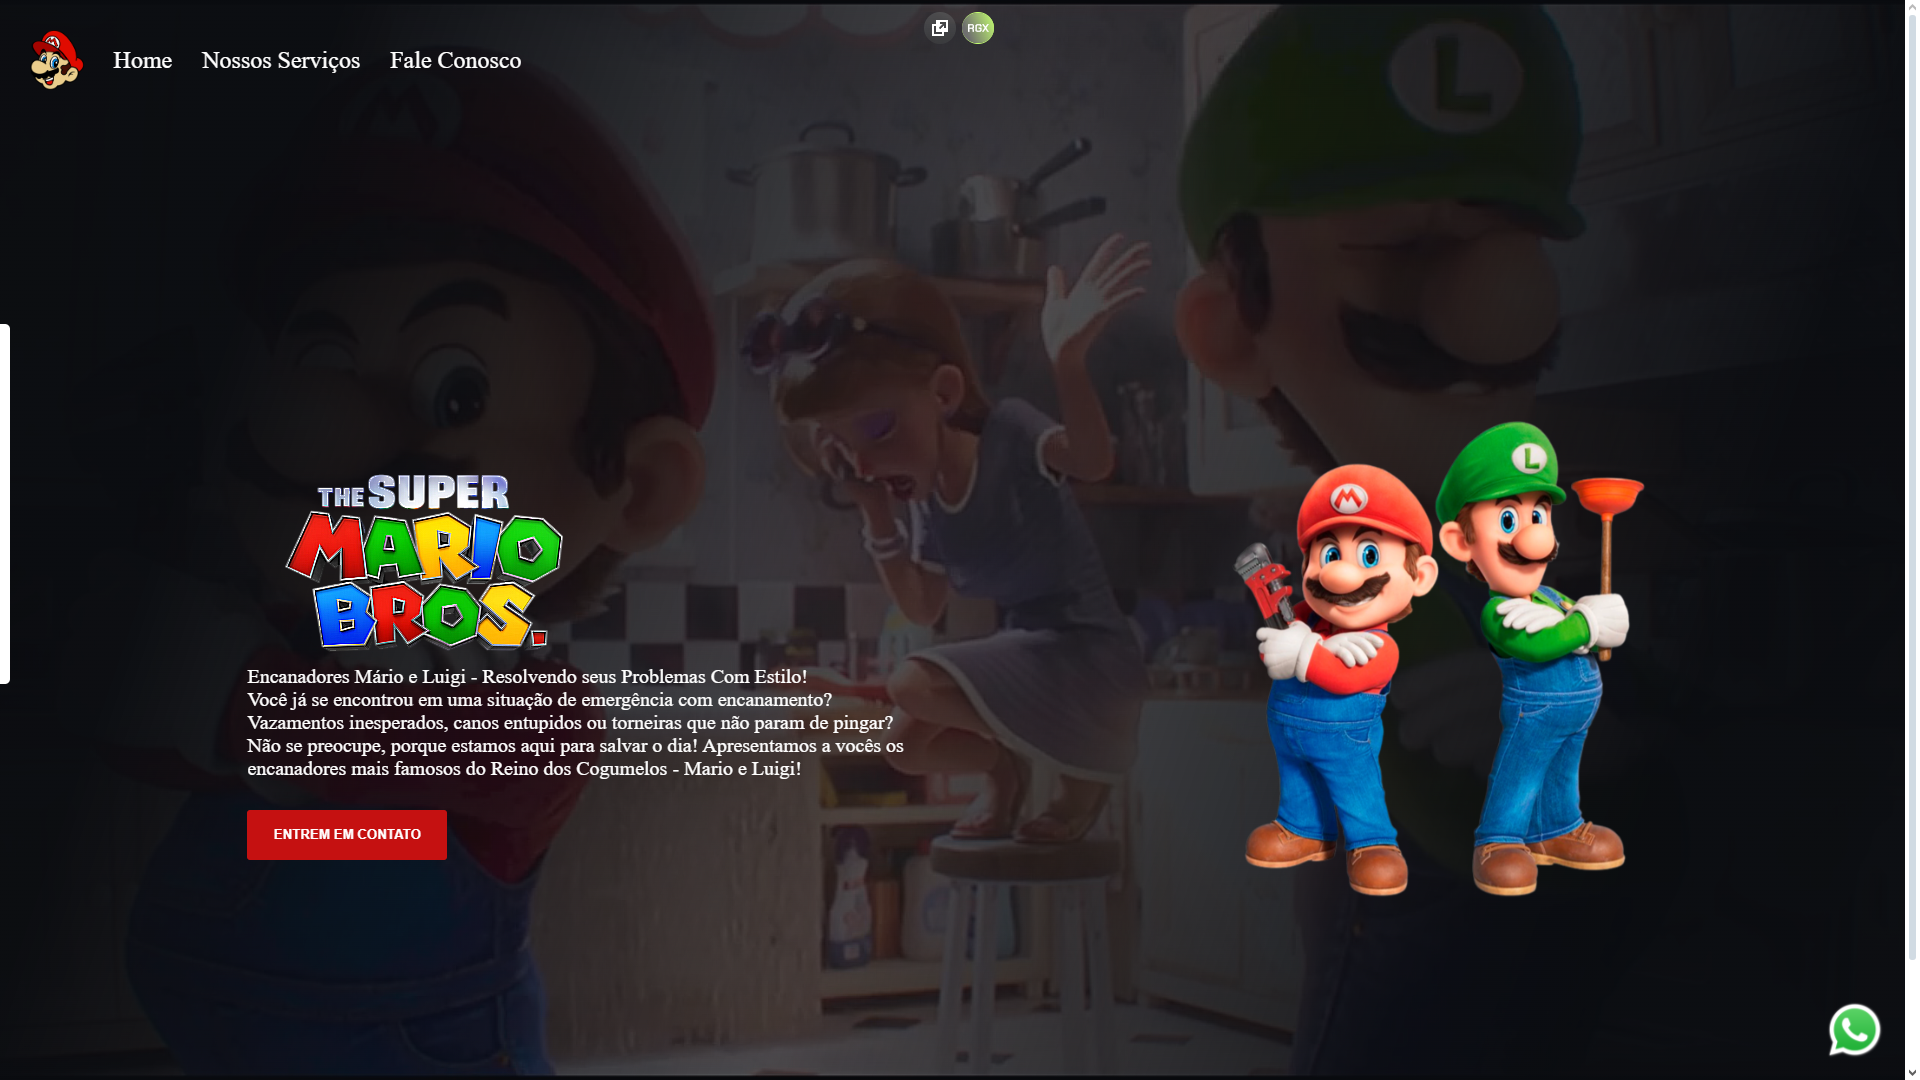 RGX
Home
Nossos Serviços
Fale Conosco
M
L
THE SUPER
MARIO
BROS.
M
L
Encanadores Mário e Luigi - Resolvendo seus Problemas Com Estilo!
Você já se encontrou em uma situação de emergência com encanamento?
Vazamentos inesperados, canos entupidos ou torneiras que não param de pingar?
Não se preocupe, porque estamos aqui para salvar o dia! Apresentamos a vocês os
encanadores mais famosos do Reino dos Cogumelos - Mario e Luigi!
ENTREM EM CONTATO